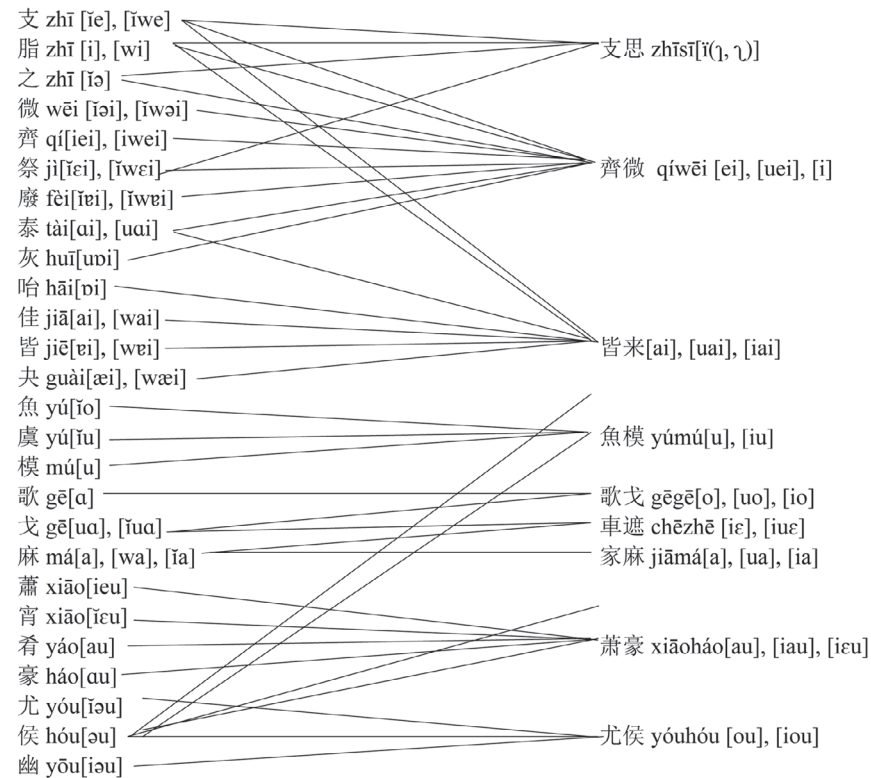 支 zhī [ĭe], [ĭwe]
脂 zhī [i], [wi]
之 zhī [ĭə]
微 wēi [ĭəi], [ĭwəi]
齊 qí[iei], [iwei]
祭 jì[ĭɛi], [ĭwɛi]
廢 fèi[ĭɐi], [ĭwɐi]
泰 tài[ɑi], [uɑi]
灰 huī[uɒi]
咍 hāi[ɒi]
佳 jiā[ai], [wai]
皆 jiē[ɐi], [wɐi]
夬 guài[æi], [wæi]
魚 yú[ĭo]
虞 yú[ĭu]
模 mú[u]
歌 gē[ɑ]
戈 gē[uɑ], [ĭuɑ]
麻 má[a], [wa], [ĭa]
蕭 xiāo[ieu]
宵 xiāo[ĭɛu]
肴 yáo[au]
豪 háo[ɑu]
尤 yóu[ĭəu]
侯 hóu[əu]
幽 yōu[iəu]
支思 zhīsī[ï(ʅ, ʅ)]
齊微 qíwēi [ei], [uei], [i]
皆来[ai], [uai], [iai]
魚模 yúmú[u], [iu]
歌戈 gēgē[o], [uo], [io]
車遮 chēzhē [iɛ], [iuɛ]
家麻 jiāmá[a], [ua], [ia]
萧豪 xiāoháo[au], [iau], [iɛu]
尤侯 yóuhóu [ou], [iou]